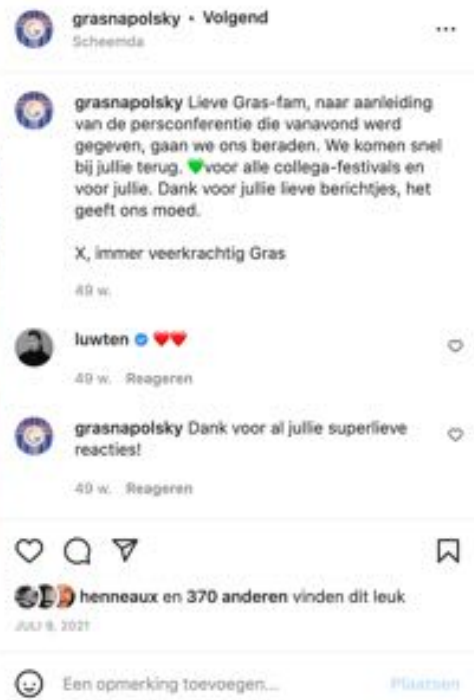 grasnapolsky • Volgend
Scheemda
grasnapolsky Lieve Gras-fam, naar aanleiding
van de persconferentie die vanavond werd
gegeven, gaan we ons beraden. We komen snel
bij jullie terug. 💚voor alle collega-festivals en
voor jullie. Dank voor jullie lieve berichtjes, het
geeft ons moed.
X, immer veerkrachtig Gras
49 w.
luwten ❤️❤️
49 w. Reageren
grasnapolsky Dank voor al jullie superlieve
reacties!
49 w. Reageren
henneaux en 370 anderen vinden dit leuk
JULI 9, 2021
Een opmerking toevoegen... Plaatsen